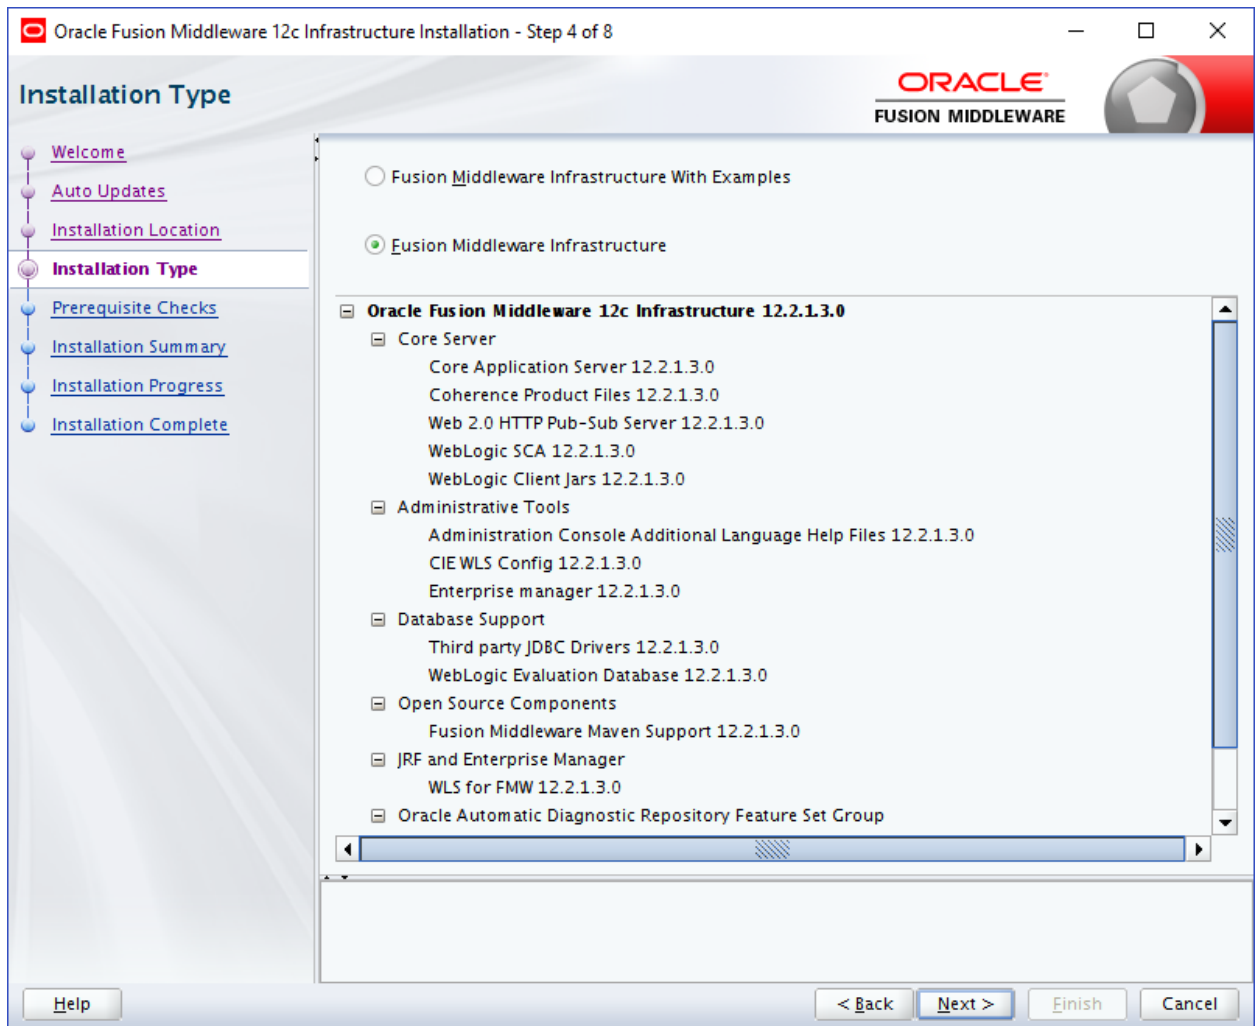 Oracle Fusion Middleware 12c Infrastructure Installation - Step 4 of 8
Installation Type
ORACLE
FUSION MIDDLEWARE
Welcome
Auto Updates
Installation Location
Installation Type
Prerequisite Checks
Installation Summary
Installation Progress
Installation Complete
Fusion Middleware Infrastructure With Examples
Fusion Middleware Infrastructure
Oracle Fusion Middleware 12c Infrastructure 12.2.1.3.0
Core Server
Core Application Server 12.2.1.3.0
Coherence Product Files 12.2.1.3.0
Web 2.0 HTTP Pub-Sub Server 12.2.1.3.0
WebLogic SCA 12.2.1.3.0
WebLogic Client Jars 12.2.1.3.0
Administrative Tools
Administration Console Additional Language Help Files 12.2.1.3.0
CIE WLS Config 12.2.1.3.0
Enterprise manager 12.2.1.3.0
Database Support
Third party JDBC Drivers 12.2.1.3.0
WebLogic Evaluation Database 12.2.1.3.0
Open Source Components
Fusion Middleware Maven Support 12.2.1.3.0
JRF and Enterprise Manager
WLS for FMW 12.2.1.3.0
Oracle Automatic Diagnostic Repository Feature Set Group
Help
< Back
Next >
Finish
Cancel